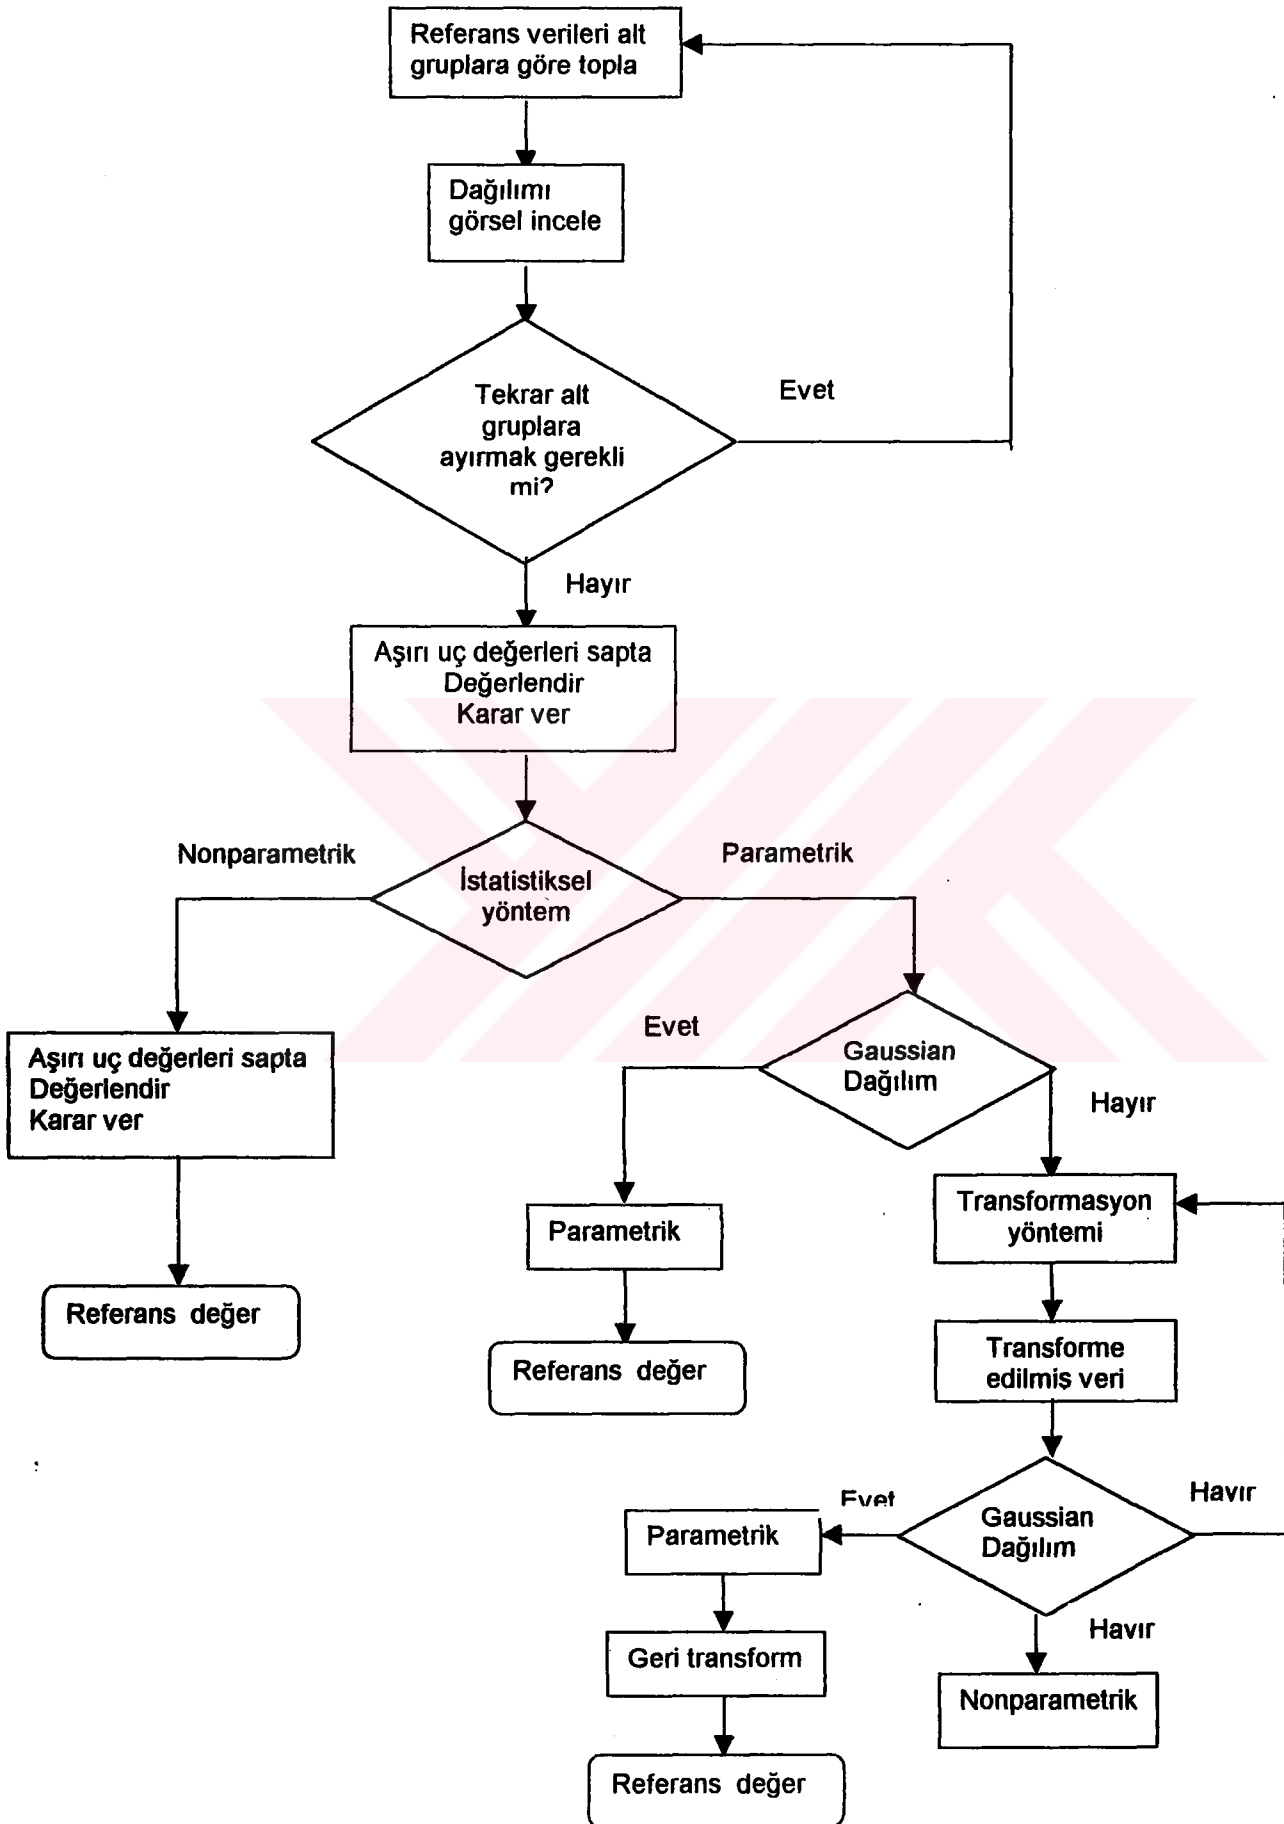 Referans verileri alt
gruplara göre topla
Dağılımı
görsel incele
Tekrar alt
gruplara
ayırmak gerekli
mi?
Evet
Hayır
Aşırı uç değerleri sapta
Değerlendir
Karar ver
Nonparametrik
İstatistiksel
yöntem
Parametrik
Aşırı uç değerleri sapta
Değerlendir
Karar ver
Referans değer
Evet
Gaussian
Dağılım
Hayır
Parametrik
Referans değer
Transformasyon
yöntemi
Transforme
edilmiş veri
Evet
Gaussian
Dağılım
Hayır
Parametrik
Hayır
Geri transform
Nonparametrik
Referans değer